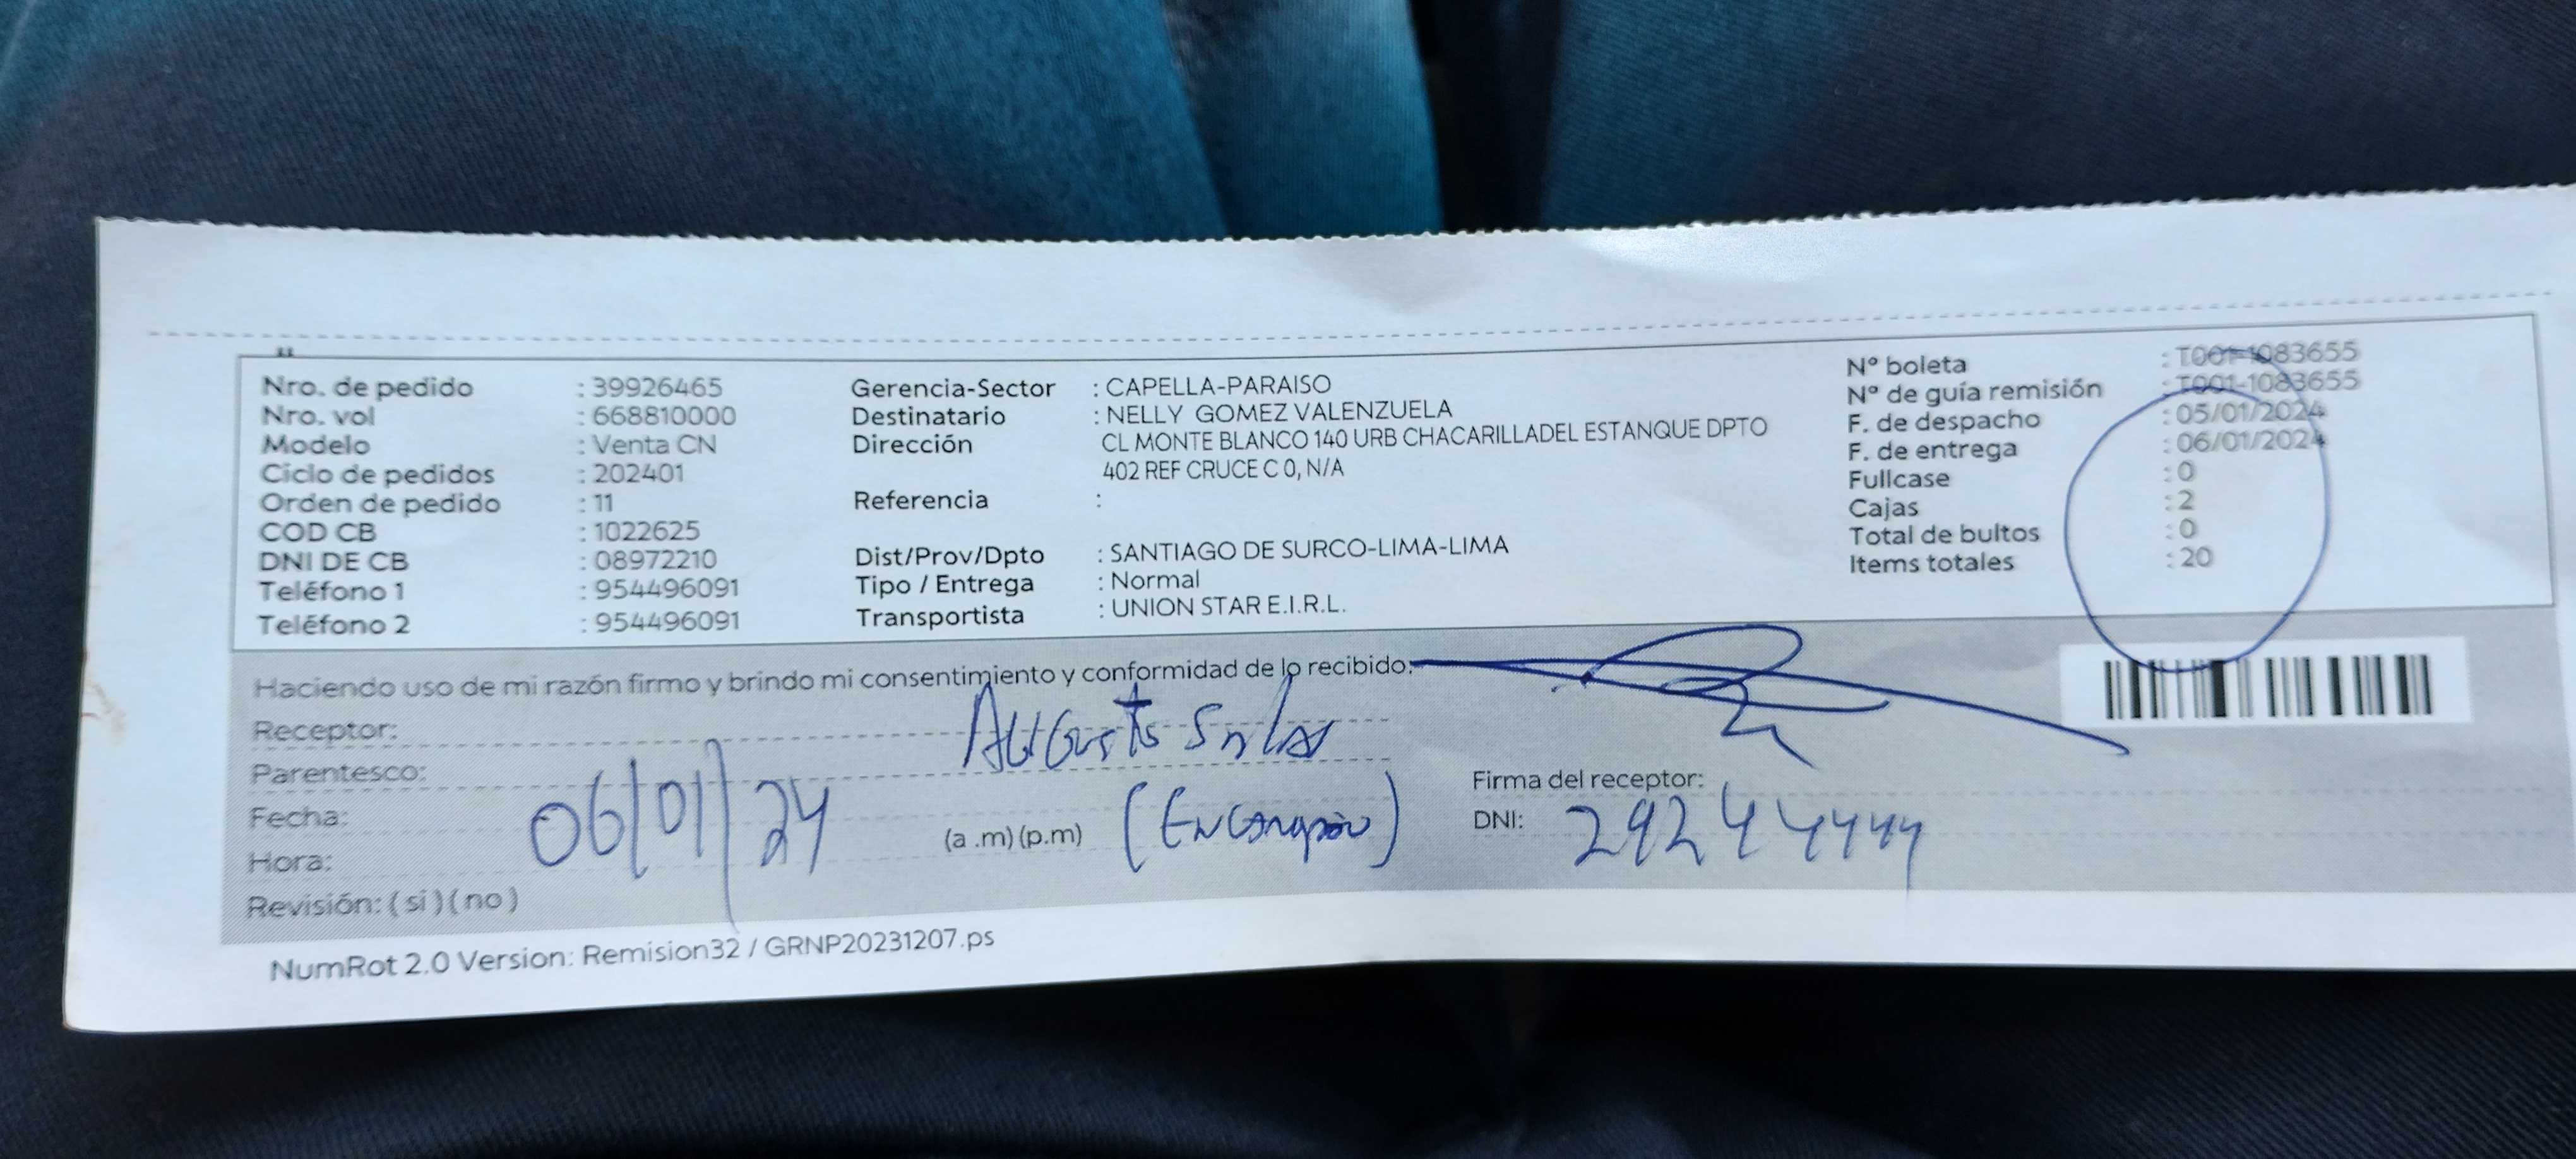 Nro. de pedido : 39926465
Nro. vol : 668810000
Modelo : Venta CN
Ciclo de pedidos : 202401
Orden de pedido : 11
COD CB : 1022625
DNI DE CB : 08972210
Teléfono 1 : 954496091
Teléfono 2 : 954496091
Gerencia-Sector : CAPELLA-PARAISO
Destinatario : NELLY GOMEZ VALENZUELA
Dirección CL MONTE BLANCO 140 URB CHACARILLADEL ESTANQUE DPTO
402 REF CRUCE C 0, N/A
Referencia :
Dist/Prov/Dpto : SANTIAGO DE SURCO-LIMA-LIMA
Tipo / Entrega : Normal
Transportista : UNION STAR E.I.R.L.
Nº boleta : T001-1083655
Nº de guía remisión : T001-1083655
F. de despacho : 05/01/2024
F. de entrega : 06/01/2024
Fullcase : 0
Cajas : 2
Total de bultos : 0
Items totales : 20
Haciendo uso de mi razón firmo y brindo mi consentimiento y conformidad de lo recibido:
Receptor: Augusto
Parentesco:
Fecha: 06/01/24
Hora: (a .m) (p.m)
Revisión: ( si ) ( no )
Firma del receptor:
DNI: 29244444
NumRot 2.0 Version: Remision32 / GRNP20231207.ps